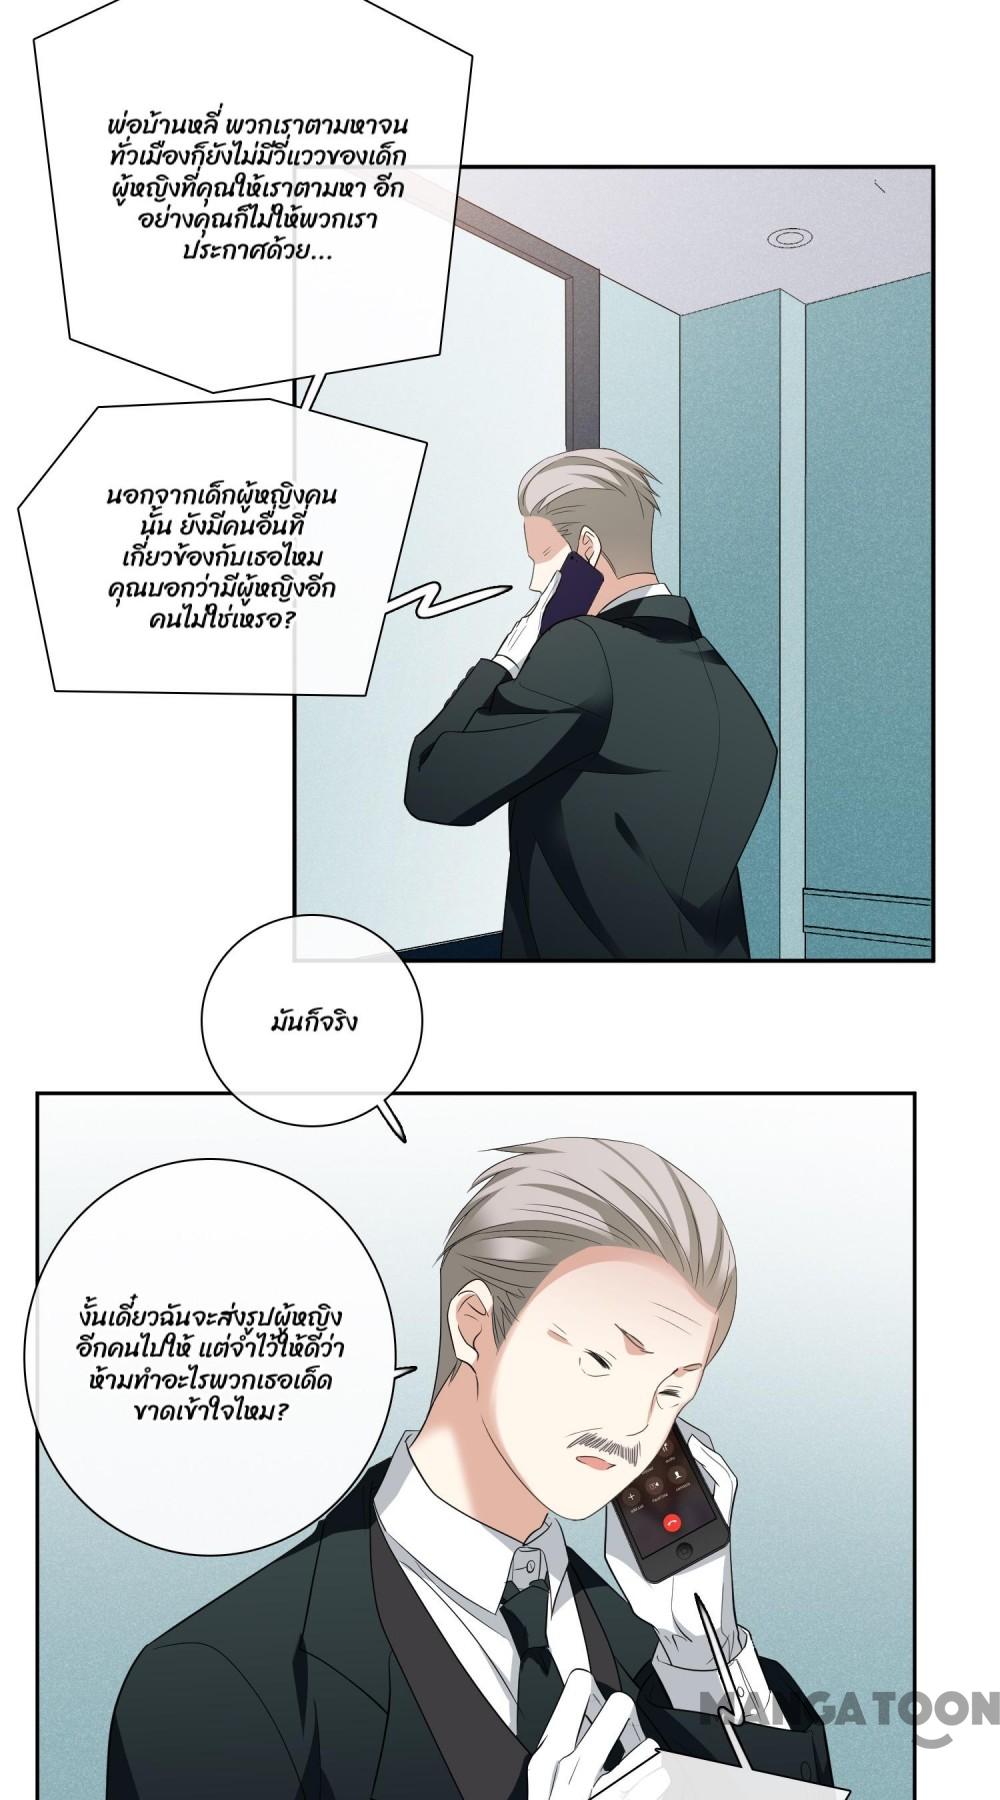 พ่อบ้านหลี่ พวกเราตามหาจน
ทั่วเมืองก็ยังไม่มีวี่แววของเด็ก
ผู้หญิงที่คุณให้เราตามหา อีก
อย่างคุณก็ไม่ให้พวกเรา
ประกาศด้วย...
นอกจากเด็กผู้หญิงคน
นั้น ยังมีคนอื่นที่
เกี่ยวข้องกับเธอไหม
คุณบอกว่ามีผู้หญิงอีก
คนไม่ใช่เหรอ?
มันก็จริง
งั้นเดี๋ยวฉันจะส่งรูปผู้หญิง
อีกคนไปให้ แต่จำไว้ให้ดีว่า
ห้ามทำอะไรพวกเธอเด็ด
ขาดเข้าใจไหม?
MANGATOON